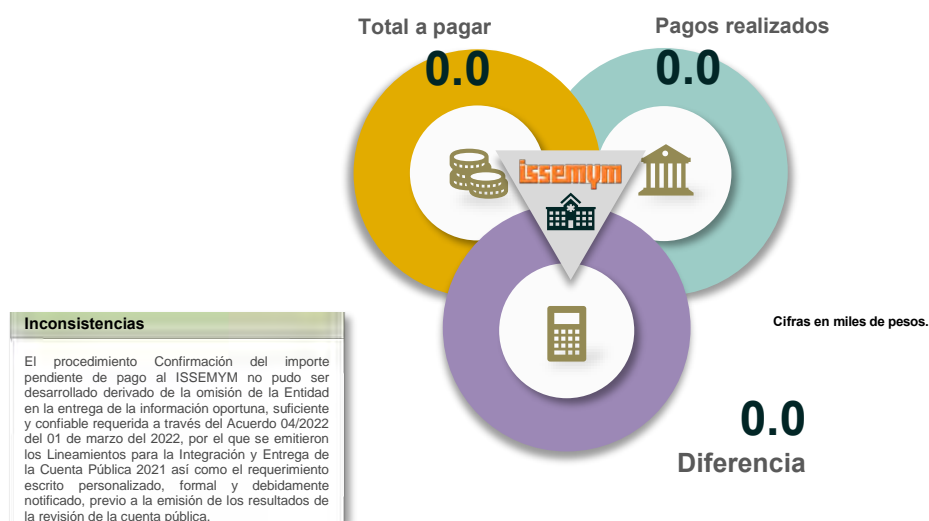 Total a pagar
0.0
Pagos realizados
0.0
issemym
Cifras en miles de pesos.
0.0
Diferencia
Inconsistencias
El procedimiento Confirmación del importe
pendiente de pago al ISSEMYM no pudo ser
desarrollado derivado de la omisión de la Entidad
en la entrega de la información oportuna, suficiente
y confiable requerida a través del Acuerdo 04/2022
del 01 de marzo del 2022, por el que se emitieron
los Lineamientos para la Integración y Entrega de
la Cuenta Pública 2021 así como el requerimiento
escrito personalizado, formal y debidamente
notificado, previo a la emisión de los resultados de
la revisión de la cuenta pública.